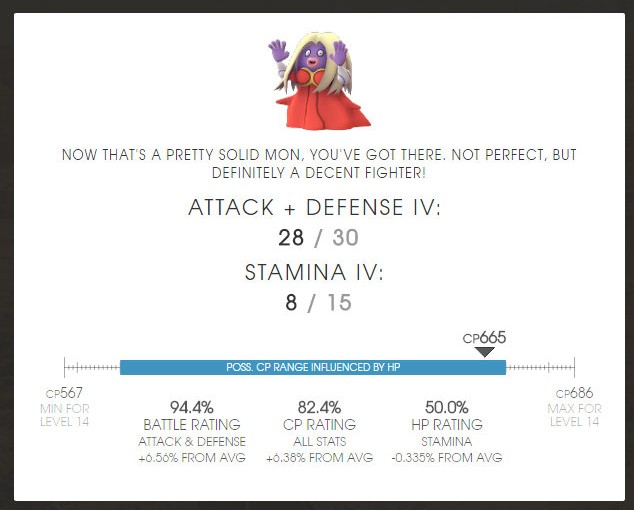 NOW THAT'S A PRETTY SOLID MON, YOU'VE GOT THERE. NOT PERFECT, BUT
DEFINITELY A DECENT FIGHTER!
ATTACK + DEFENSE IV:
28 / 30
STAMINA IV:
8 / 15
CP665
POSS. CP RANGE INFLUENCED BY HP
CP567
MIN FOR
LEVEL 14
94.4%
BATTLE RATING
ATTACK & DEFENSE
+6.56% FROM AVG
82.4%
CP RATING
ALL STATS
+6.38% FROM AVG
50.0%
HP RATING
STAMINA
-0.335% FROM AVG
CP686
MAX FOR
LEVEL 14